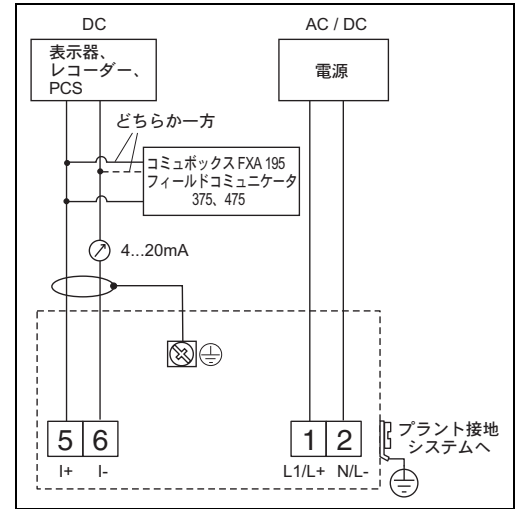 DC
AC / DC
表示器、
レコーダー、
PCS
電源
どちらか一方
コミュボックス FXA 195
フィールドコミュニケータ
375、475
4...20mA
5 6
I+ I-
1 2
L1/L+ N/L-
プラント接地
システムへ